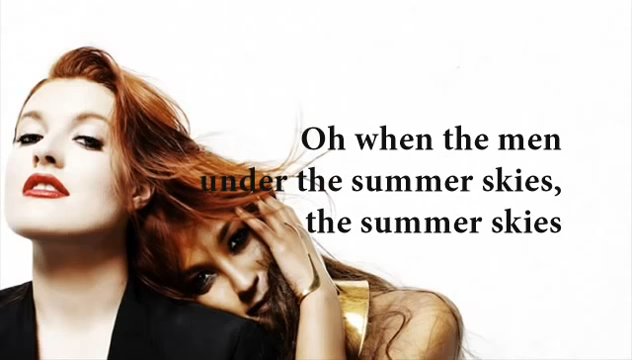 Oh when the men
under the summer skies,
the summer skies